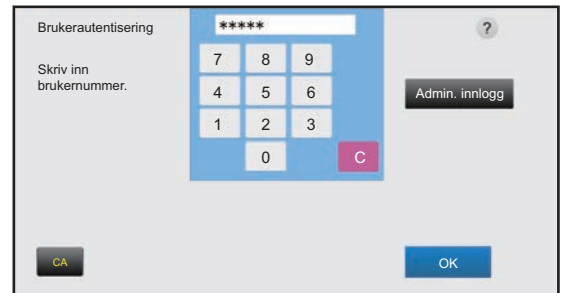 Brukerautentisering
*****
?
Skriv inn
brukernummer.
7 8 9
4 5 6
1 2 3
0 C
Admin. innlogg
CA
OK